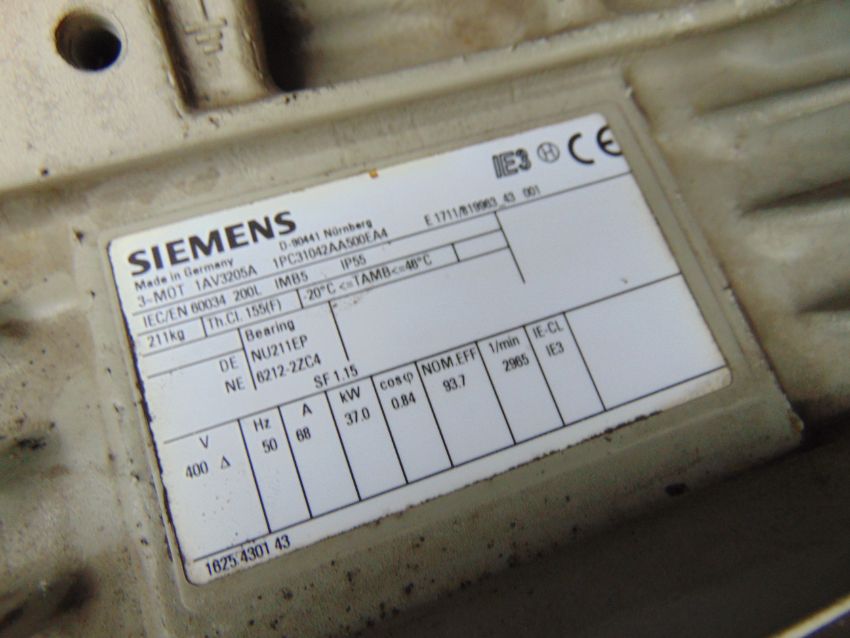 IE3 H CE
SIEMENS
D-90441 Nürnberg
Made in Germany
3~MOT 1AV3205A 1PC31042AA500EA4 E 1711/819963_43 001
IEC/EN 60034 200L IMB5 IP55
211kg Th.Cl. 155(F) -20°C <=TAMB<=46°C
Bearing
DE NU211EP
NE 6212-2ZC4
SF 1.15
V Hz A kW cosφ NOM.EFF 1/min IE-CL
400 Δ 50 68 37.0 0.84 93.7 2965 IE3
1625 4301 43